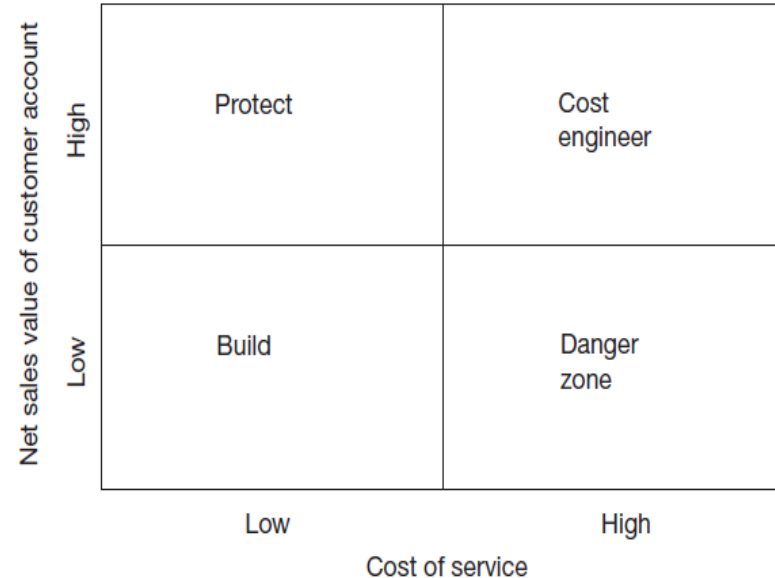 Net sales value of customer account
High
Low
Protect
Cost
engineer
Build
Danger
zone
Low
High
Cost of service